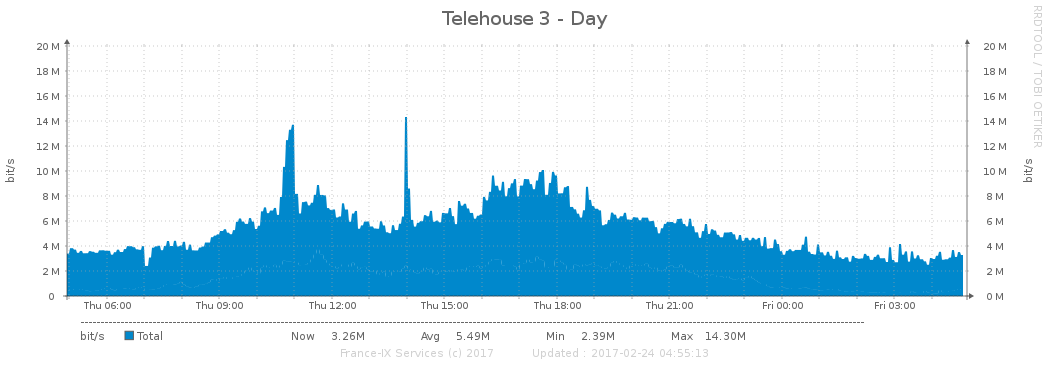 Telehouse 3 - Day
RRDTOOL / TOBI OETIKER
20 M 20 M
18 M 18 M
16 M 16 M
14 M 14 M
12 M 12 M
10 M 10 M
8 M 8 M
6 M 6 M
4 M 4 M
2 M 2 M
0 0 M
bit/s
bit/s
Thu 06:00 Thu 09:00 Thu 12:00 Thu 15:00 Thu 18:00 Thu 21:00 Fri 00:00 Fri 03:00
bit/s Total Now 3.26M Avg 5.49M Min 2.39M Max 14.30M
France-IX Services (c) 2017 Updated : 2017-02-24 04:55:13